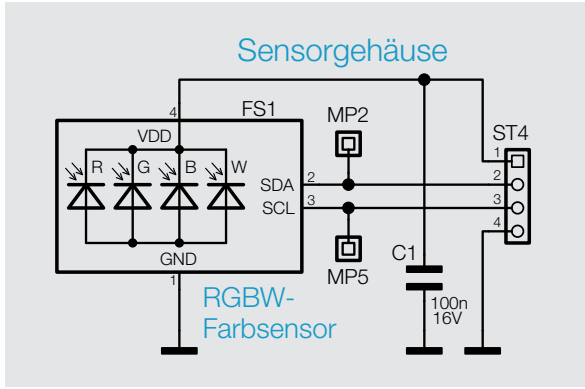 Sensorgehäuse
4
FS1
MP2
VDD
ST4
R
G
B
W
1
SDA
2
2
SCL
3
3
4
GND
MP5
C1
1
RGBW-
Farbsensor
100n
16V